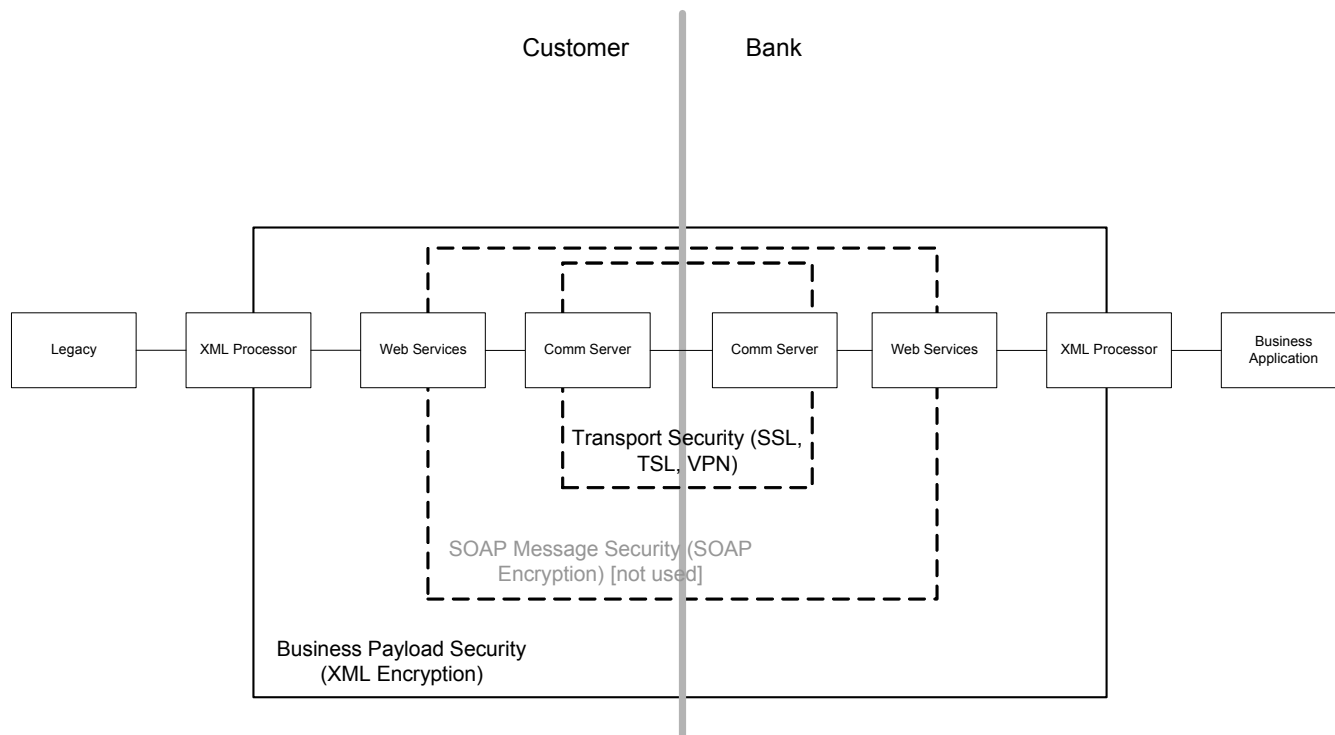 Customer
Bank
Legacy
XML Processor
Web Services
Comm Server
Comm Server
Web Services
XML Processor
Business
Application
Transport Security (SSL,
TSL, VPN)
SOAP Message Security (SOAP
Encryption) [not used]
Business Payload Security
(XML Encryption)